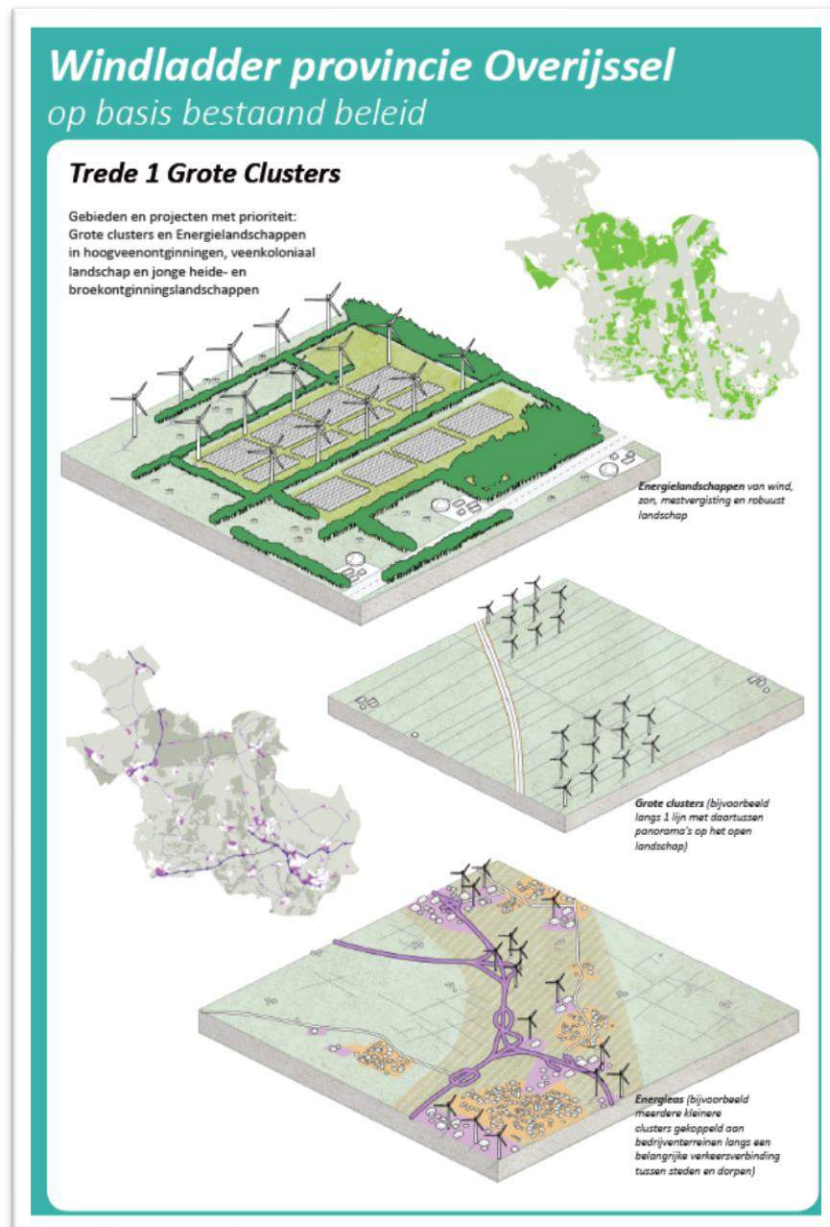 Windladder provincie Overijssel
op basis bestaand beleid
Trede 1 Grote Clusters
Gebieden en projecten met prioriteit:
Grote clusters en Energielandschappen
in hoogveenontginningen, veenkoloniaal
landschap en jonge heide- en
broekontginningslandschappen
Energielandschappen van wind,
zon, mestvergisting en robuust
landschap
Grote clusters (bijvoorbeeld
langs 1 lijn met daartussen
panorama's op het open
landschap)
Energieas (bijvoorbeeld
meerdere kleinere
clusters gekoppeld aan
bedrijventerreinen langs een
belangrijke verkeersverbinding
tussen steden en dorpen)